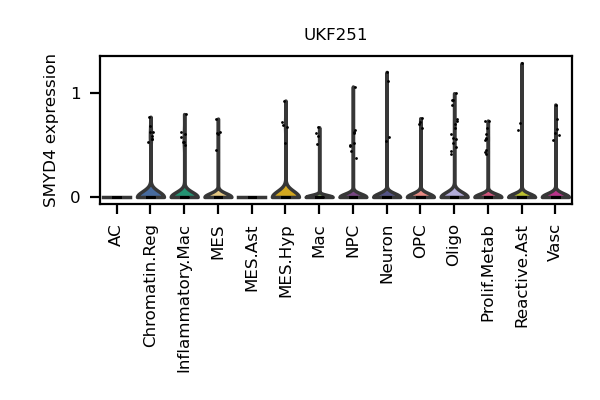 UKF251
SMYD4 expression
1
0
AC
Chromatin.Reg
Inflammatory.Mac
MES
MES.Ast
MES.Hyp
Mac
NPC
Neuron
OPC
Oligo
Prolif.Metab
Reactive.Ast
Vasc